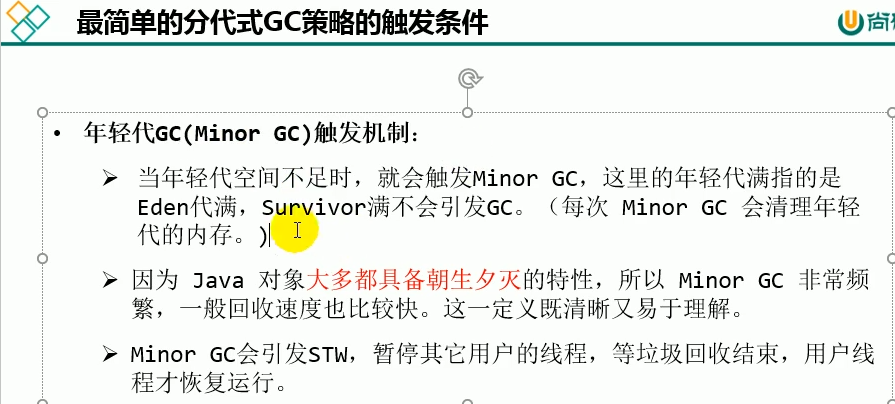 最简单的分代式GC策略的触发条件
尚
• 年轻代GC(Minor GC)触发机制：
➢ 当年轻代空间不足时，就会触发Minor GC，这里的年轻代满指的是
Eden代满，Survivor满不会引发GC。（每次 Minor GC 会清理年轻
代的内存。)
➢ 因为 Java 对象大多都具备朝生夕灭的特性，所以 Minor GC 非常频
繁，一般回收速度也比较快。这一定义既清晰又易于理解。
➢ Minor GC会引发STW，暂停其它用户的线程，等垃圾回收结束，用户线
程才恢复运行。